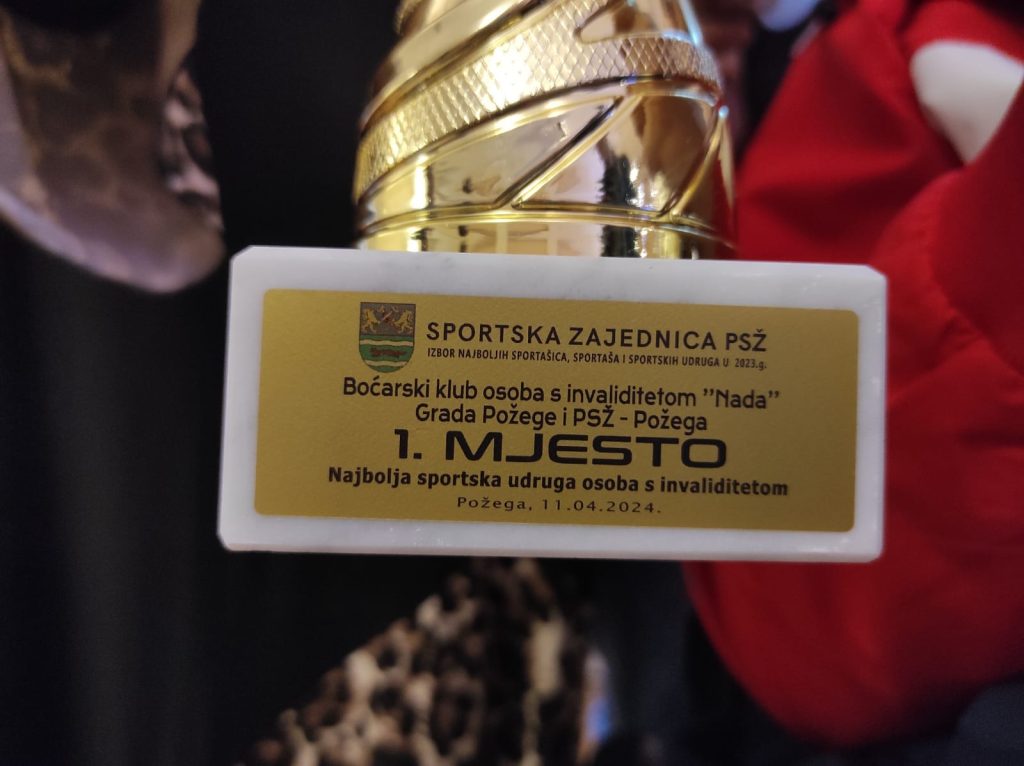 SPORTSKA ZAJEDNICA PSŽ
IZBOR NAJBOLJIH SPORTAŠICA, SPORTAŠA I SPORTSKIH UDRUGA U 2023.g.
Boćarski klub osoba s invaliditetom ”Nada”
Grada Požege i PSŽ - Požega
1. MJESTO
Najbolja sportska udruga osoba s invaliditetom
Požega, 11.04.2024.